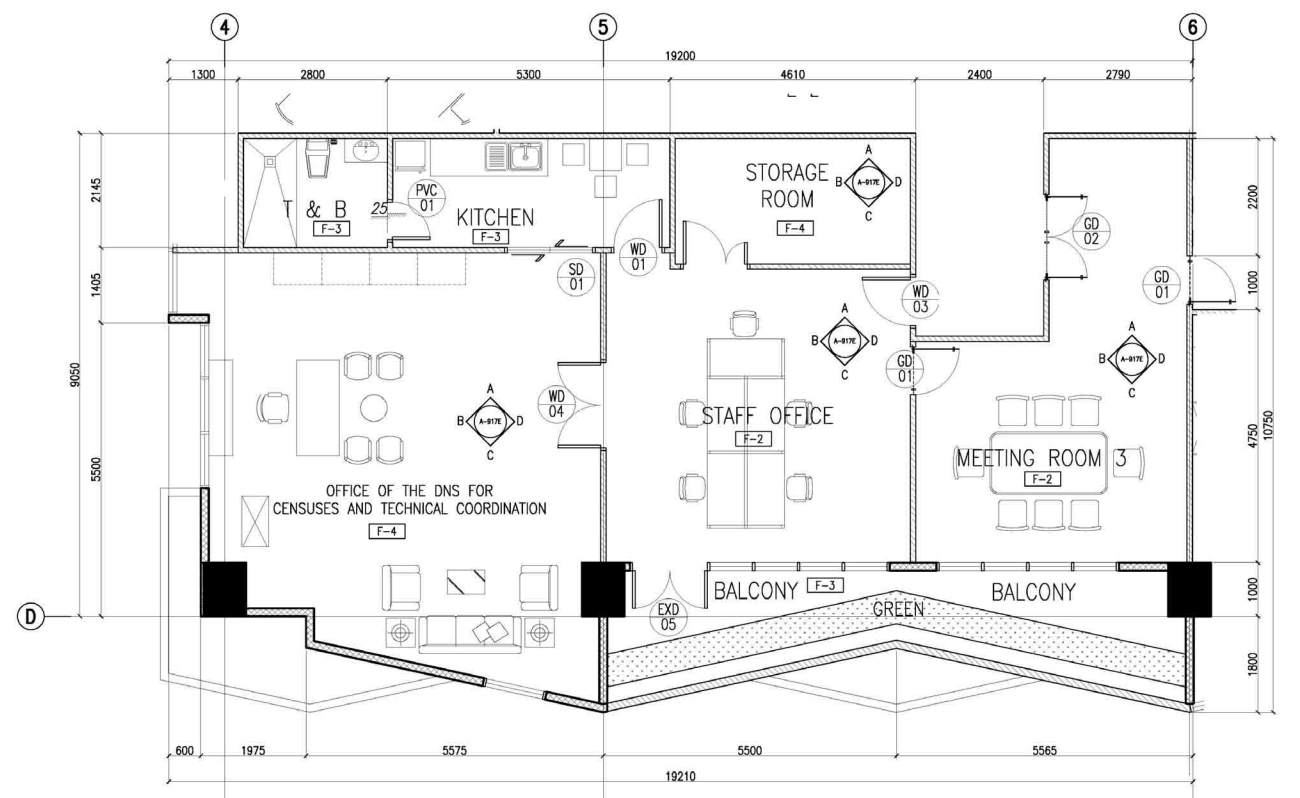 4
5
6
19200
1300
2800
5300
4610
2400
2790
A
B
A-917E
D
C
STORAGE
ROOM
F-4
2145
2200
PVC
01
T & B
25
F-3
KITCHEN
F-3
GD
02
WD
01
SD
01
GD
01
1405
1000
WD
03
A
B
A-917E
D
C
A
B
A-917E
D
C
GD
01
9050
A
B
A-917E
D
C
WD
04
STAFF OFFICE
F-2
4750
10750
5500
MEETING ROOM 3
F-2
OFFICE OF THE DNS FOR
CENSUSES AND TECHNICAL COORDINATION
F-4
BALCONY
F-3
BALCONY
1000
D
EXD
05
GREEN
1800
600
1975
5575
5500
5565
19210